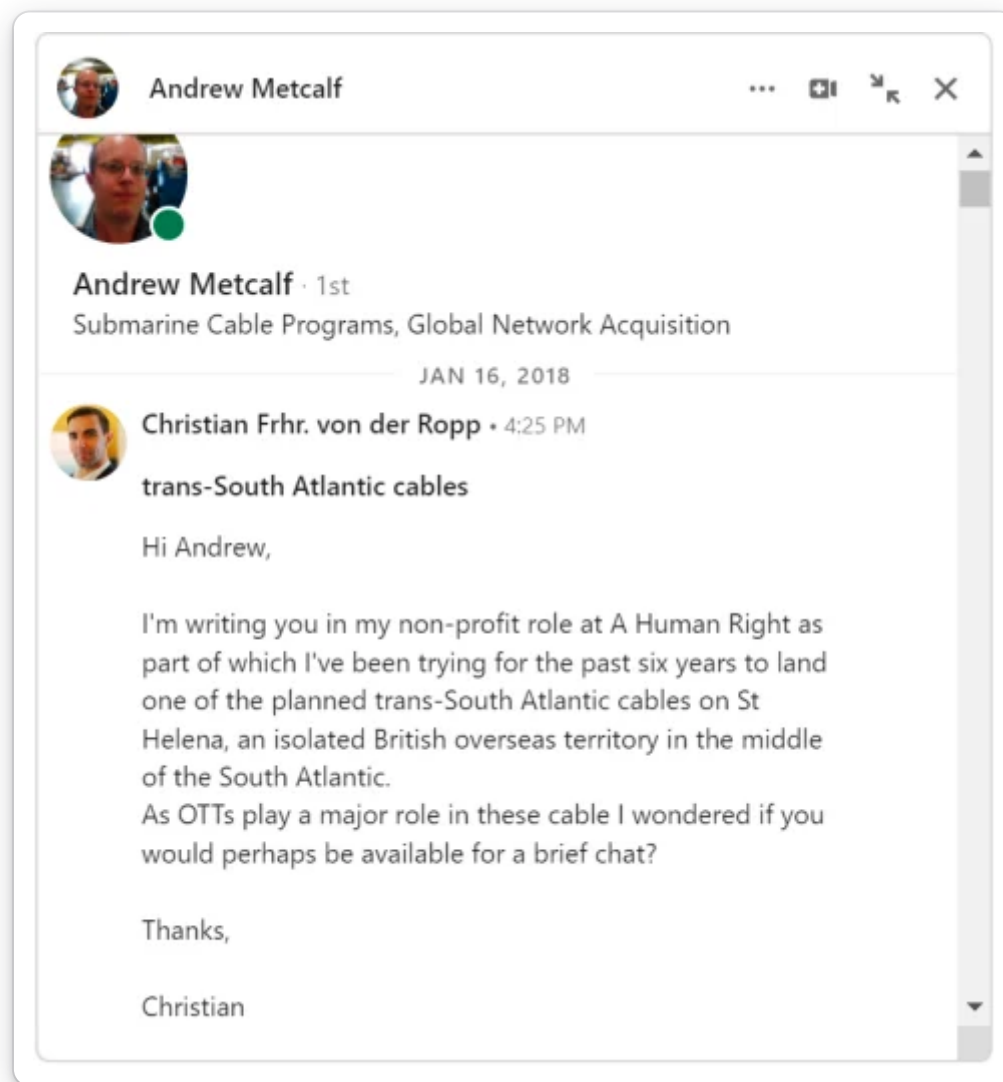 Andrew Metcalf
Andrew Metcalf · 1st
Submarine Cable Programs, Global Network Acquisition
JAN 16, 2018
Christian Frhr. von der Ropp • 4:25 PM
trans-South Atlantic cables
Hi Andrew,
I'm writing you in my non-profit role at A Human Right as
part of which I've been trying for the past six years to land
one of the planned trans-South Atlantic cables on St
Helena, an isolated British overseas territory in the middle
of the South Atlantic.
As OTTs play a major role in these cable I wondered if you
would perhaps be available for a brief chat?
Thanks,
Christian